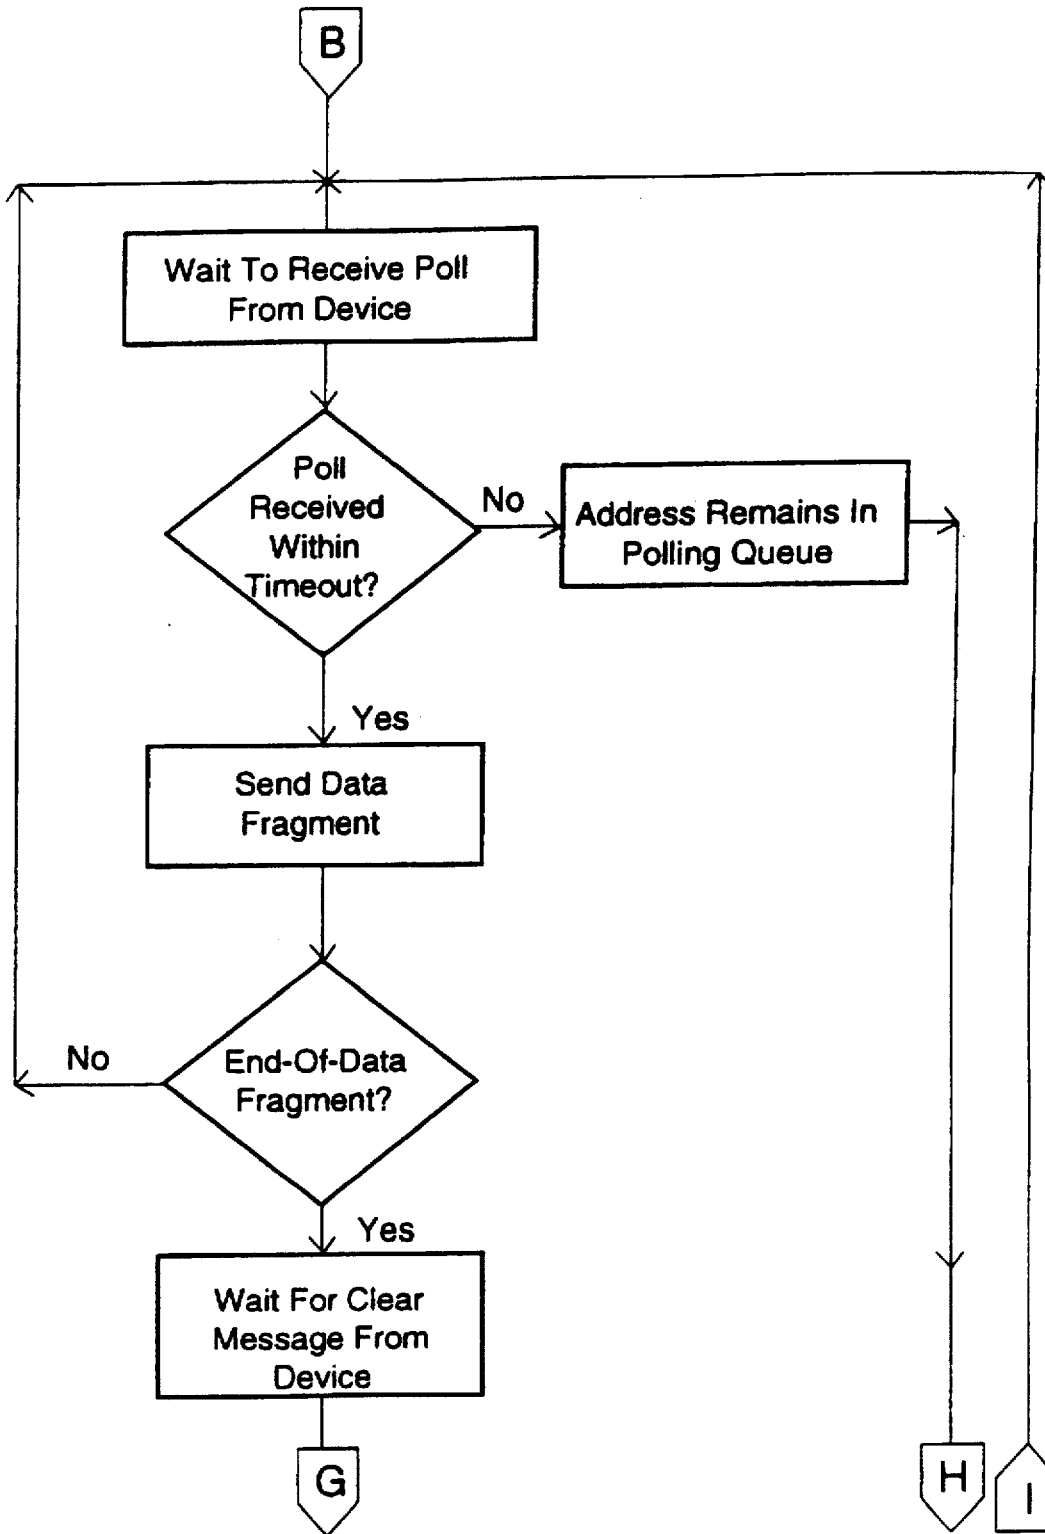 B
Wait To Receive Poll
From Device
Poll
Received
Within
Timeout?
No
Address Remains In
Polling Queue
Yes
Send Data
Fragment
No
End-Of-Data
Fragment?
Yes
Wait For Clear
Message From
Device
G
H
I